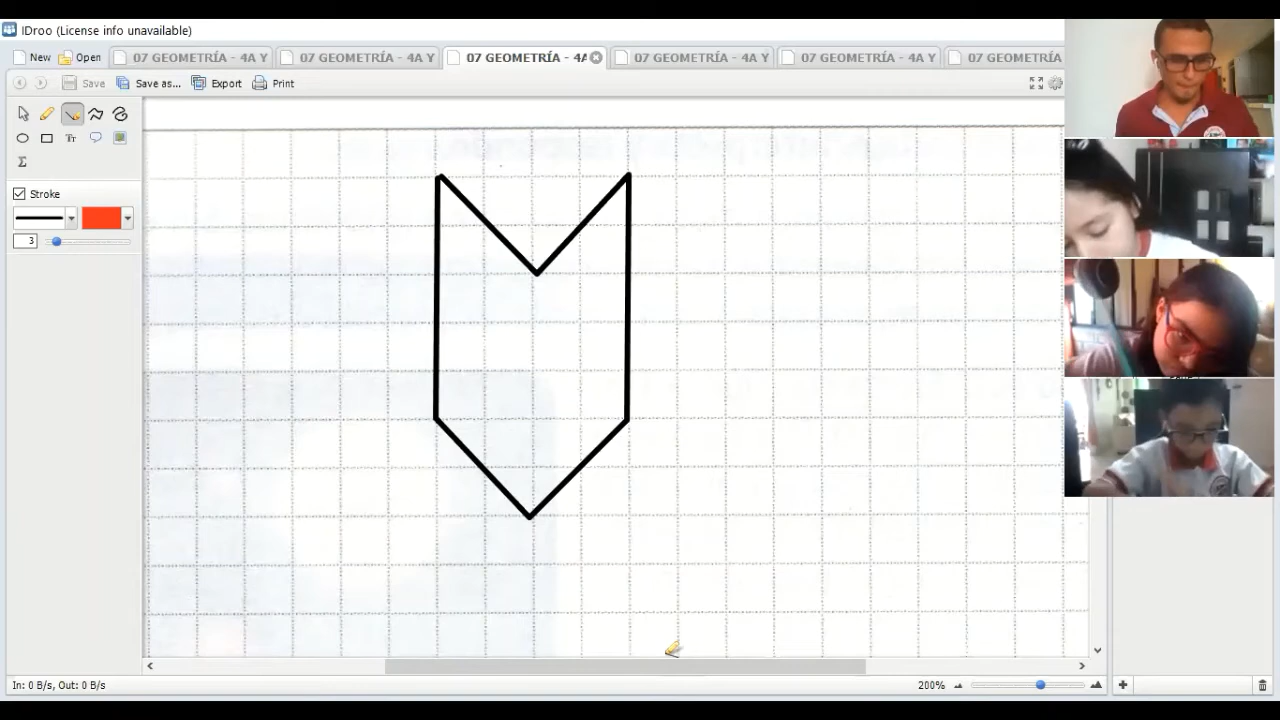 IDroo (License info unavailable)
New Open 07 GEOMETRÍA - 4A Y 07 GEOMETRÍA - 4A Y 07 GEOMETRÍA - 4A 07 GEOMETRÍA - 4A Y 07 GEOMETRÍA - 4A Y 07 GEOMETRÍA
Save Save as... Export Print
Tr
Σ
Stroke
3
In: 0 B/s, Out: 0 B/s 200%